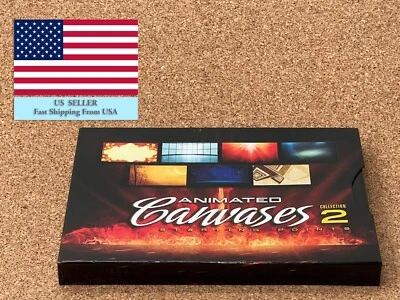 US SELLER
Fast Shipping From USA
ANIMATED
Canvases
COLLECTION
2
STARTING POINTS